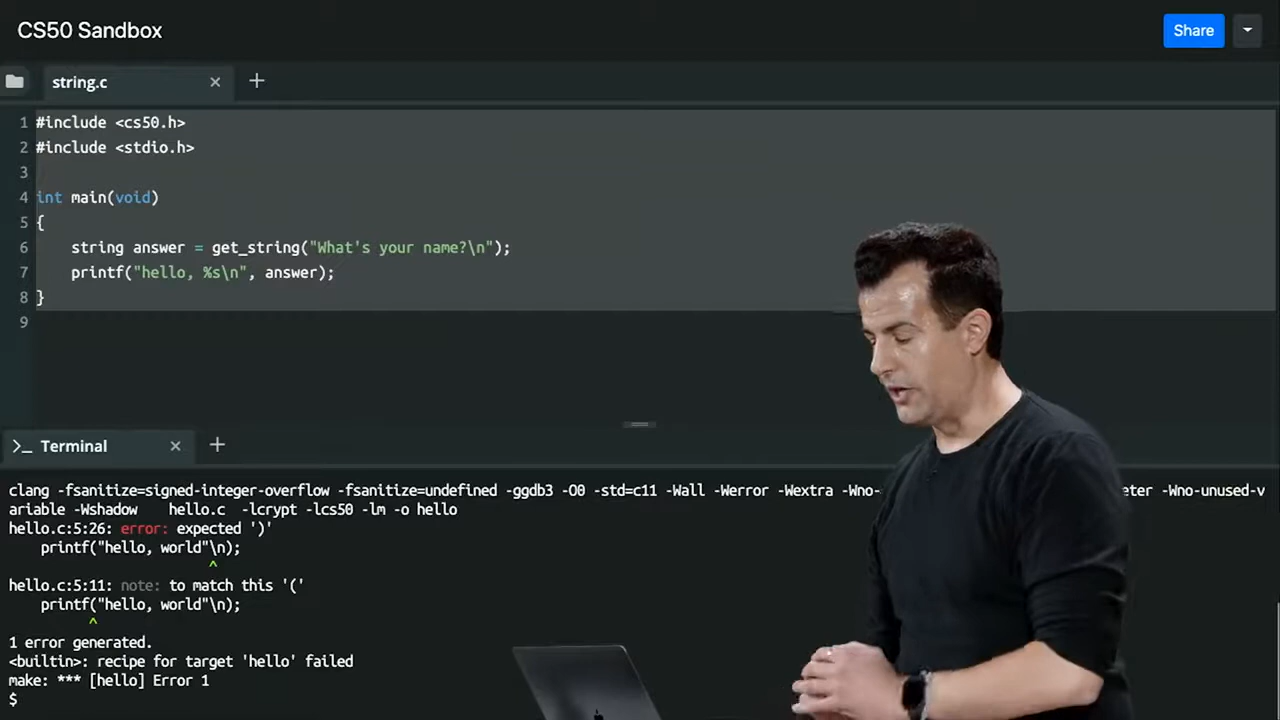 CS50 Sandbox
Share
string.c
1 #include <cs50.h>
2 #include <stdio.h>
3
4 int main(void)
5 {
6 string answer = get_string("What's your name?\n");
7 printf("hello, %s\n", answer);
8 }
9
>_ Terminal
clang -fsanitize=signed-integer-overflow -fsanitize=undefined -ggdb3 -O0 -std=c11 -Wall -Werror -Wextra -Wno- eter -Wno-unused-v
ariable -Wshadow hello.c -lcrypt -lcs50 -lm -o hello
hello.c:5:26: error: expected ')'
printf("hello, world"\n);
^
hello.c:5:11: note: to match this '('
printf("hello, world"\n);
^
1 error generated.
<builtin>: recipe for target 'hello' failed
make: *** [hello] Error 1
$